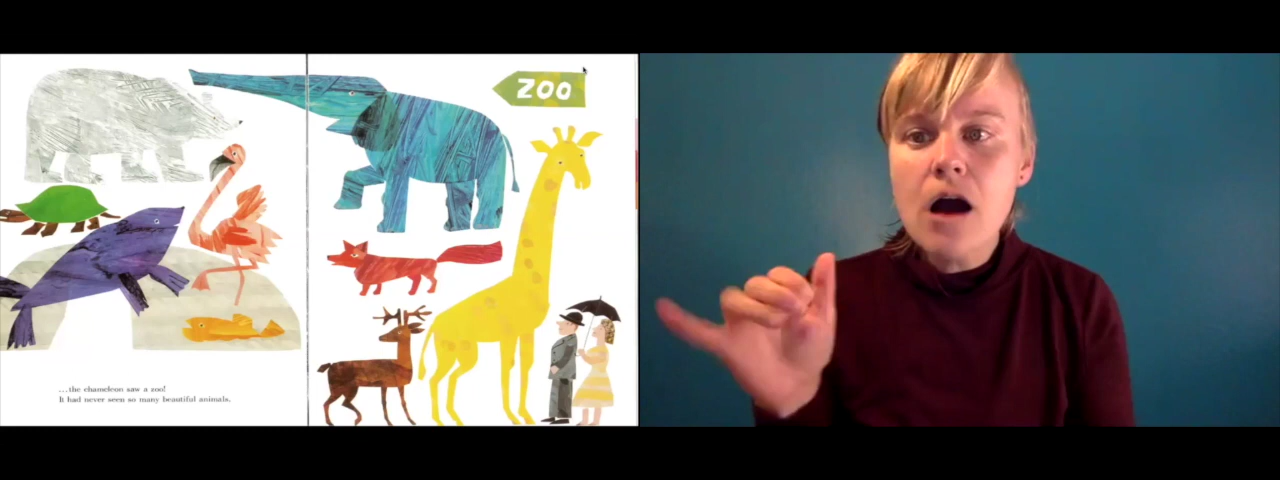 ZOO
...the chameleon saw a zoo!
It had never seen so many beautiful animals.